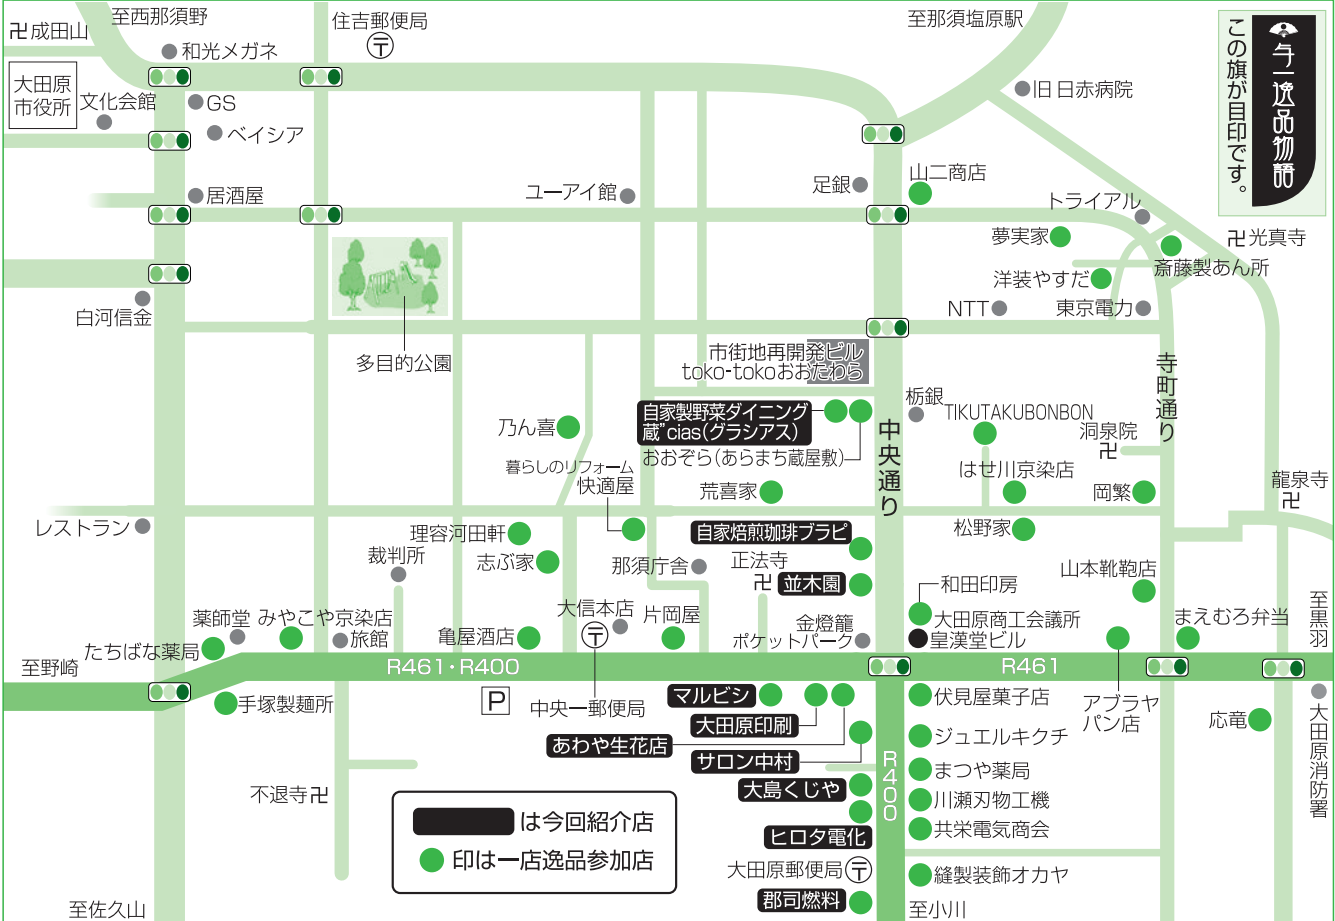 至西那須野
住吉郵便局
至那須塩原駅
卍成田山
和光メガネ
大田原
市役所
文化会館
GS
ベイシア
旧日赤病院
与一逸品物語
この旗が目印です。
居酒屋
ユーアイ館
足銀
山二商店
トライアル
夢実家
卍光真寺
斎藤製あん所
洋装やすだ
白河信金
NTT
東京電力
多目的公園
市街地再開発ビル
toko-tokoおおたわら
寺町通り
栃銀
TIKUTAKUBONBON
自家製野菜ダイニング
蔵"cias(グラシアス)
おおぞら(あらまち蔵屋敷)
中央通り
乃ん喜
洞泉院
卍
はせ川京染店
暮らしのリフォーム
快適屋
荒喜家
岡繁
龍泉寺
卍
レストラン
理容河田軒
自家焙煎珈琲ブラピ
松野家
裁判所
志ぶ家
那須庁舎
正法寺
卍
並木園
山本靴鞄店
和田印房
大田原商工会議所
皇漢堂ビル
薬師堂
みやこや京染店
大信本店
片岡屋
金燈籠
ポケットパーク
まえむろ弁当
至黒羽
たちばな薬局
旅館
亀屋酒店
至野崎
R461・R400
R461
手塚製麺所
P
中央一郵便局
マルビシ
大田原印刷
あわや生花店
サロン中村
伏見屋菓子店
アブラヤ
パン店
応竜
大田原消防署
ジュエルキクチ
R400
まつや薬局
大島くじや
川瀬刃物工機
不退寺卍
ヒロタ電化
共栄電気商会
は今回紹介店
印は一店逸品参加店
大田原郵便局
縫製装飾オカヤ
郡司燃料
至佐久山
至小川